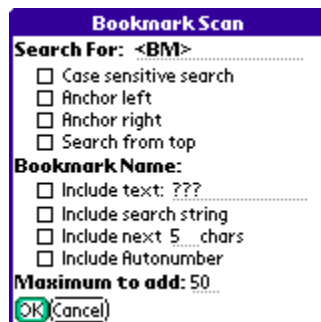 Bookmark Scan
Search For: <BM>
Case sensitive search
Anchor left
Anchor right
Search from top
Bookmark Name:
Include text: ???
Include search string
Include next 5 chars
Include Autonumber
Maximum to add: 50
OK Cancel